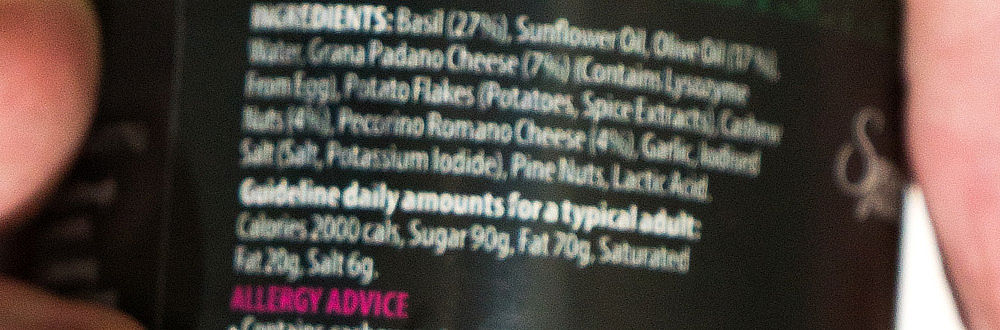 INGREDIENTS: Basil (27%), Sunflower Oil, Olive Oil (17%),
Water, Grana Padano Cheese (7%) (Contains Lysozyme
From Egg), Potato Flakes (Potatoes, Spice Extracts), Cashew
Nuts (4%), Pecorino Romano Cheese (4%), Garlic, Iodised
Salt (Salt, Potassium Iodide), Pine Nuts, Lactic Acid.
Guideline daily amounts for a typical adult:
Calories 2000 cals, Sugar 90g, Fat 70g, Saturated
Fat 20g, Salt 6g.
ALLERGY ADVICE
• Contains